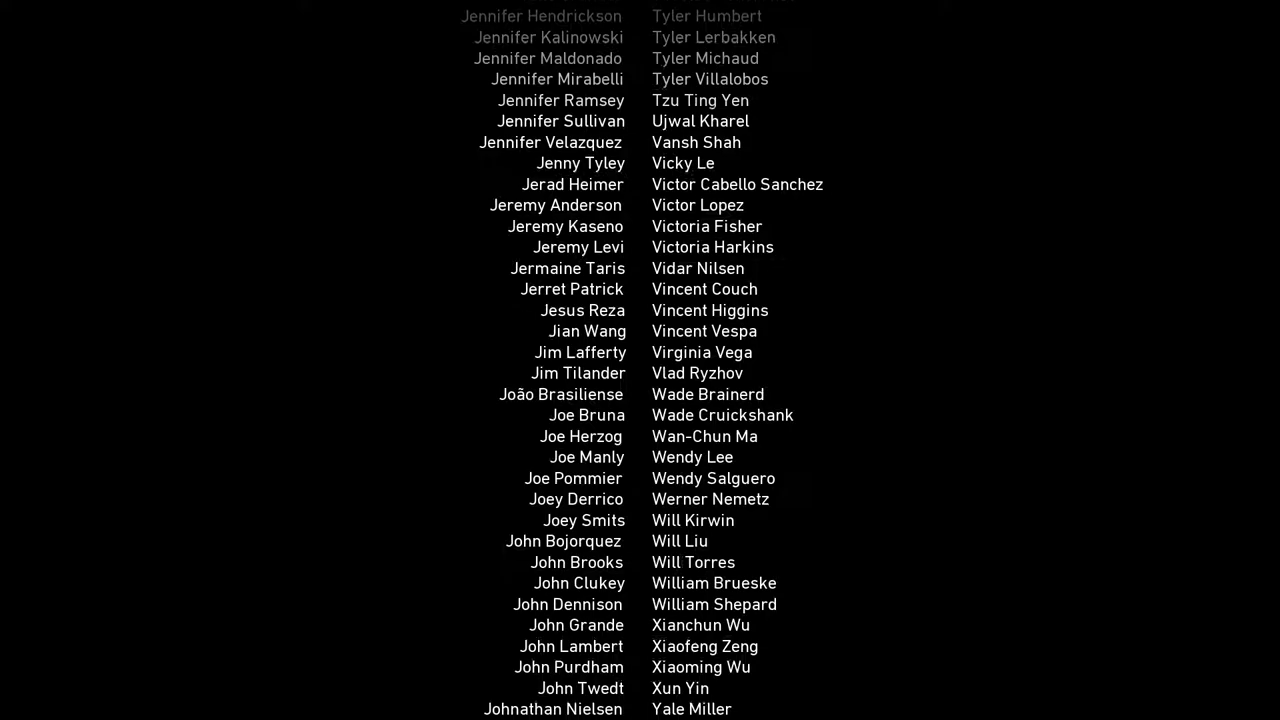 Jennifer Hendrickson Tyler Humbert
Jennifer Kalinowski Tyler Lerbakken
Jennifer Maldonado Tyler Michaud
Jennifer Mirabelli Tyler Villalobos
Jennifer Ramsey Tzu Ting Yen
Jennifer Sullivan Ujwal Kharel
Jennifer Velazquez Vansh Shah
Jenny Tyley Vicky Le
Jerad Heimer Victor Cabello Sanchez
Jeremy Anderson Victor Lopez
Jeremy Kaseno Victoria Fisher
Jeremy Levi Victoria Harkins
Jermaine Taris Vidar Nilsen
Jerret Patrick Vincent Couch
Jesus Reza Vincent Higgins
Jian Wang Vincent Vespa
Jim Lafferty Virginia Vega
Jim Tilander Vlad Ryzhov
João Brasiliense Wade Brainerd
Joe Bruna Wade Cruickshank
Joe Herzog Wan-Chun Ma
Joe Manly Wendy Lee
Joe Pommier Wendy Salguero
Joey Derrico Werner Nemetz
Joey Smits Will Kirwin
John Bojorquez Will Liu
John Brooks Will Torres
John Clukey William Brueske
John Dennison William Shepard
John Grande Xianchun Wu
John Lambert Xiaofeng Zeng
John Purdham Xiaoming Wu
John Twedt Xun Yin
Johnathan Nielsen Yale Miller